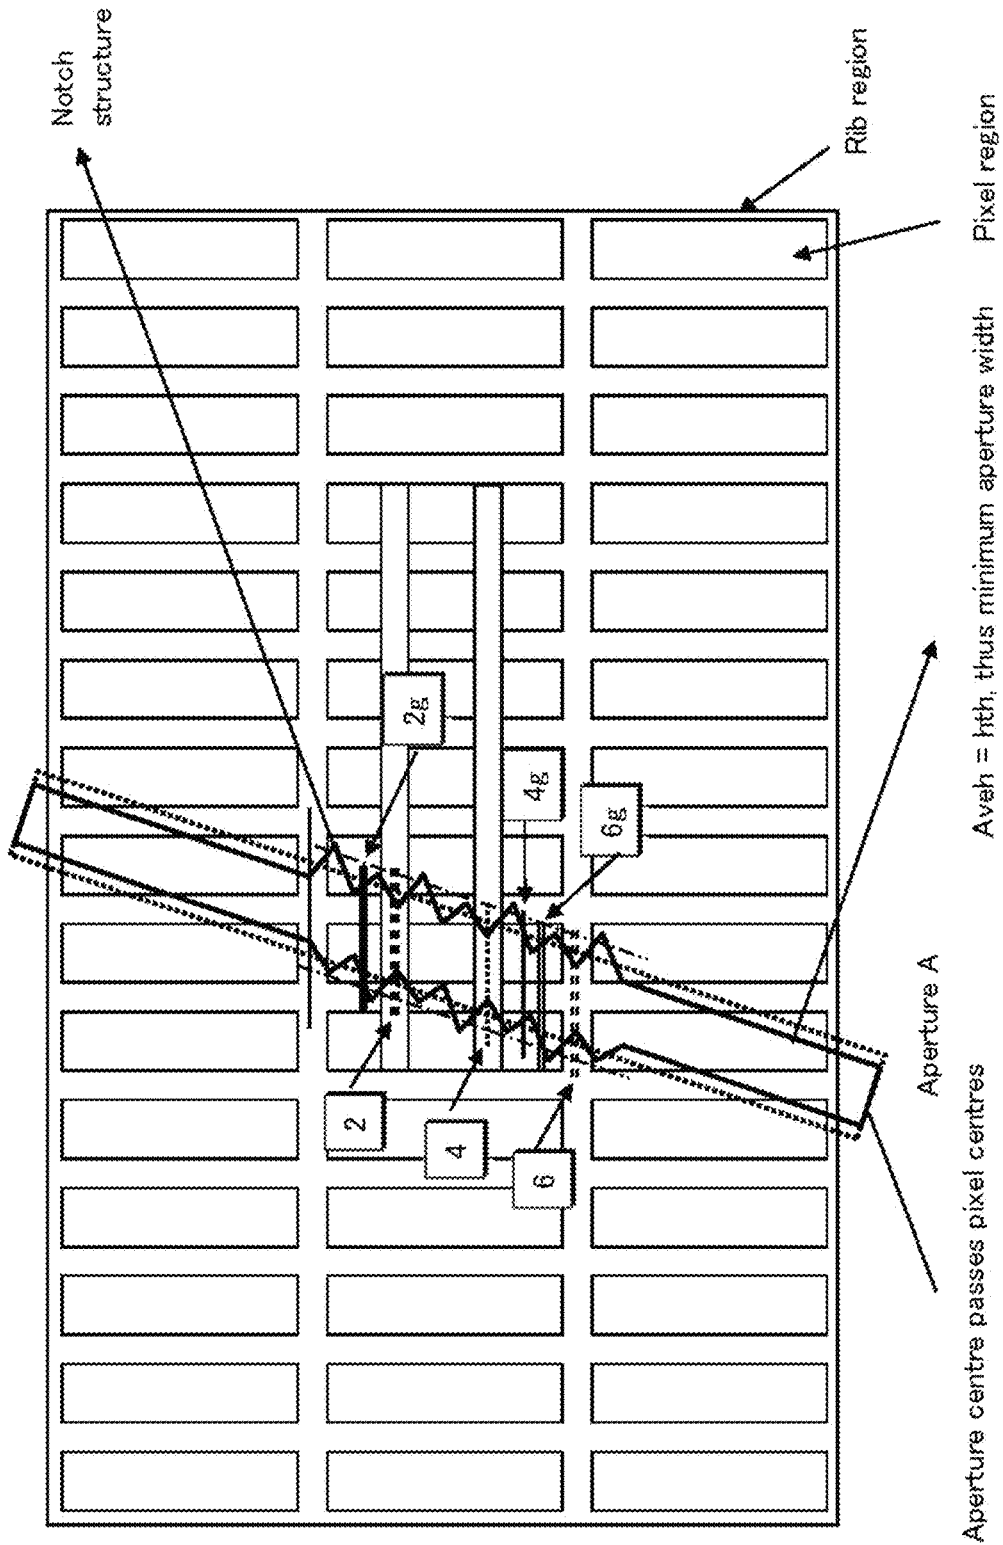 Notch
structure
Rib region
Pixel region
2g
4g
6g
2
4
6
Aperture A
Aveh = hth, thus minimum aperture width
Aperture centre passes pixel centres